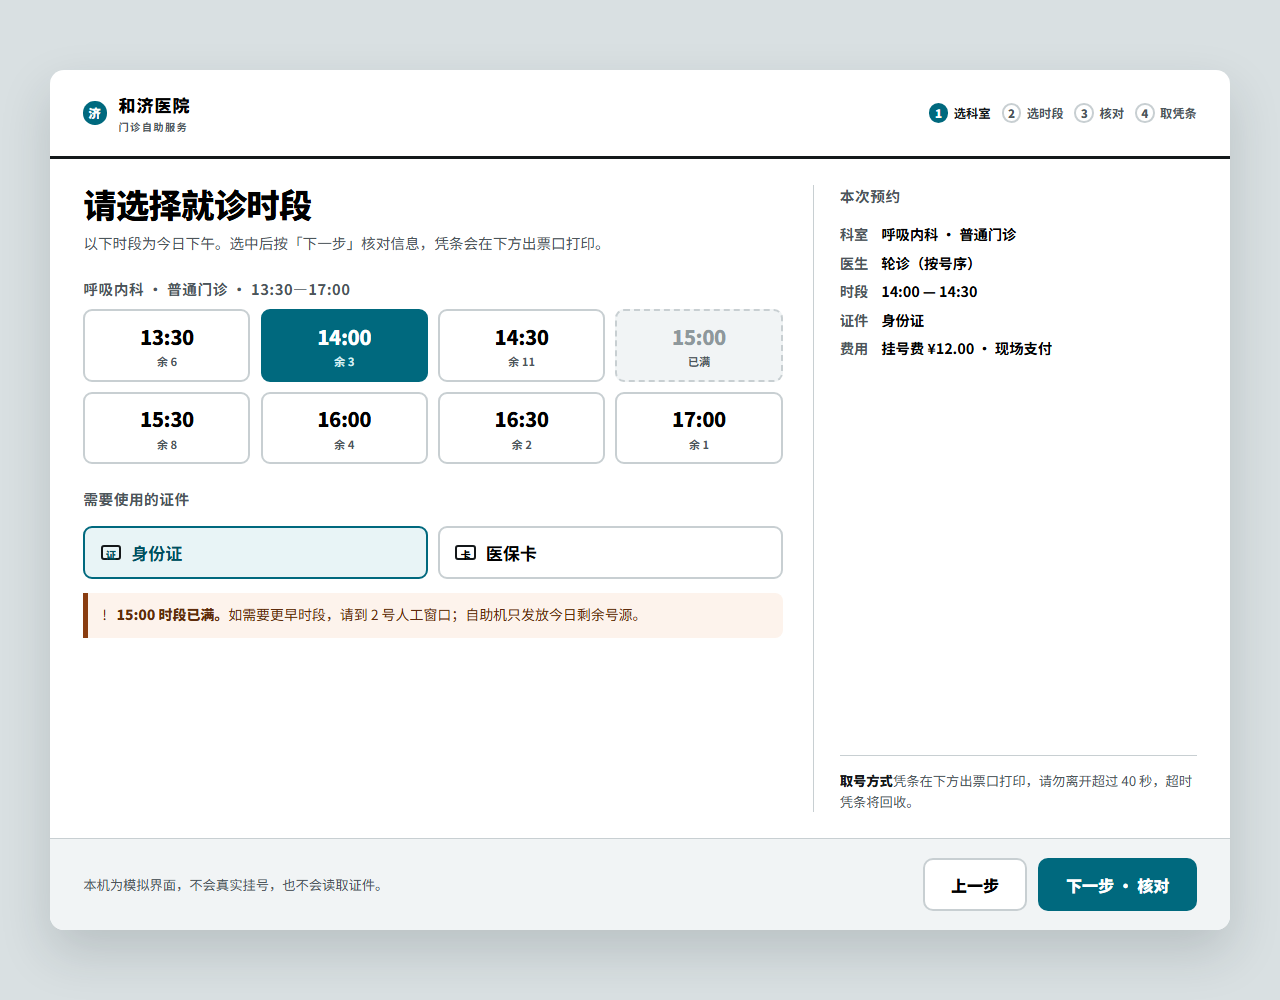 济
和济医院
门诊自助服务
1 选科室 2 选时段 3 核对 4 取凭条
请选择就诊时段
以下时段为今日下午。选中后按「下一步」核对信息，凭条会在下方出票口打印。
呼吸内科 · 普通门诊 · 13:30—17:00
13:30
余 6
14:00
余 3
14:30
余 11
15:00
已满
15:30
余 8
16:00
余 4
16:30
余 2
17:00
余 1
需要使用的证件
证 身份证
卡 医保卡
！ 15:00 时段已满。如需要更早时段，请到 2 号人工窗口；自助机只发放今日剩余号源。
本次预约
科室 呼吸内科 · 普通门诊
医生 轮诊（按号序）
时段 14:00 — 14:30
证件 身份证
费用 挂号费 ¥12.00 · 现场支付
取号方式凭条在下方出票口打印，请勿离开超过 40 秒，超时
凭条将回收。
本机为模拟界面，不会真实挂号，也不会读取证件。
上一步
下一步 · 核对